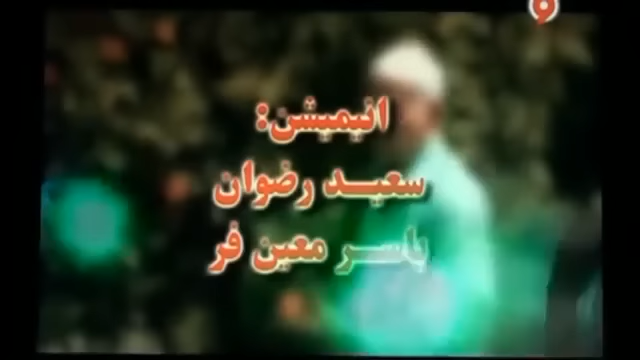 انیمیشن:
سعید رضوان
یاسر معین فر